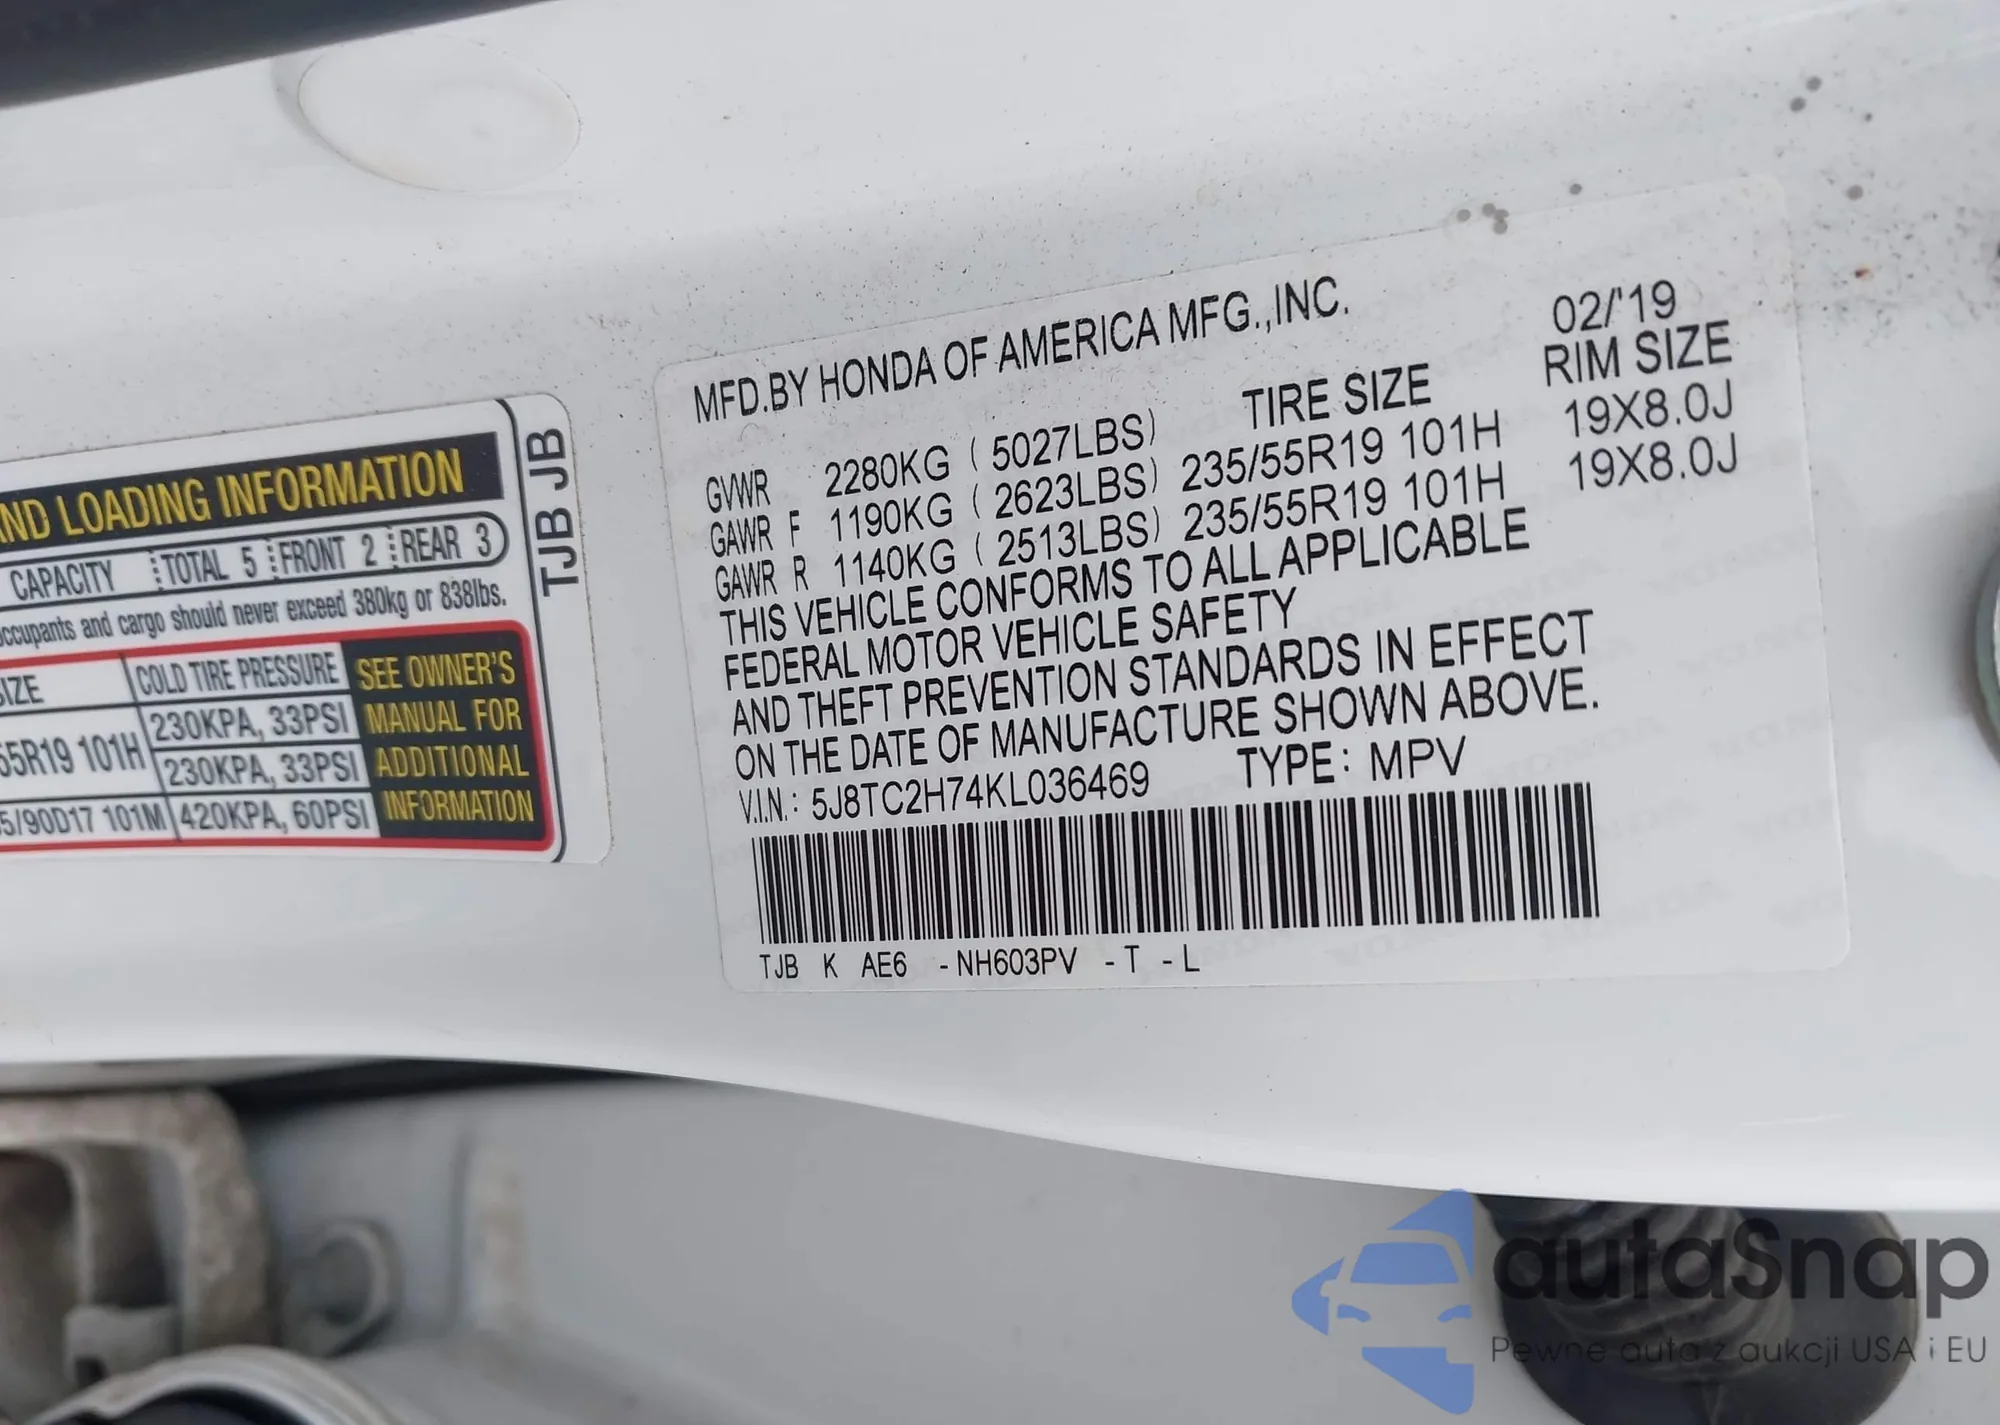 ND LOADING INFORMATION
CAPACITY TOTAL 5 FRONT 2 REAR 3
occupants and cargo should never exceed 380kg or 838lbs.
SIZE COLD TIRE PRESSURE SEE OWNER'S
55R19 101H 230KPA, 33PSI MANUAL FOR
230KPA, 33PSI ADDITIONAL
5/90D17 101M 420KPA, 60PSI INFORMATION
TJB JB
MFD.BY HONDA OF AMERICA MFG.,INC. 02/'19
TIRE SIZE RIM SIZE
GVWR 2280KG ( 5027LBS)
GAWR F 1190KG ( 2623LBS) 235/55R19 101H 19X8.0J
GAWR R 1140KG ( 2513LBS) 235/55R19 101H 19X8.0J
THIS VEHICLE CONFORMS TO ALL APPLICABLE
FEDERAL MOTOR VEHICLE SAFETY
AND THEFT PREVENTION STANDARDS IN EFFECT
ON THE DATE OF MANUFACTURE SHOWN ABOVE.
V.I.N.: 5J8TC2H74KL036469 TYPE: MPV
TJB K AE6 -NH603PV -T -L
autaSnap
Pewne auta z aukcji USA i EU